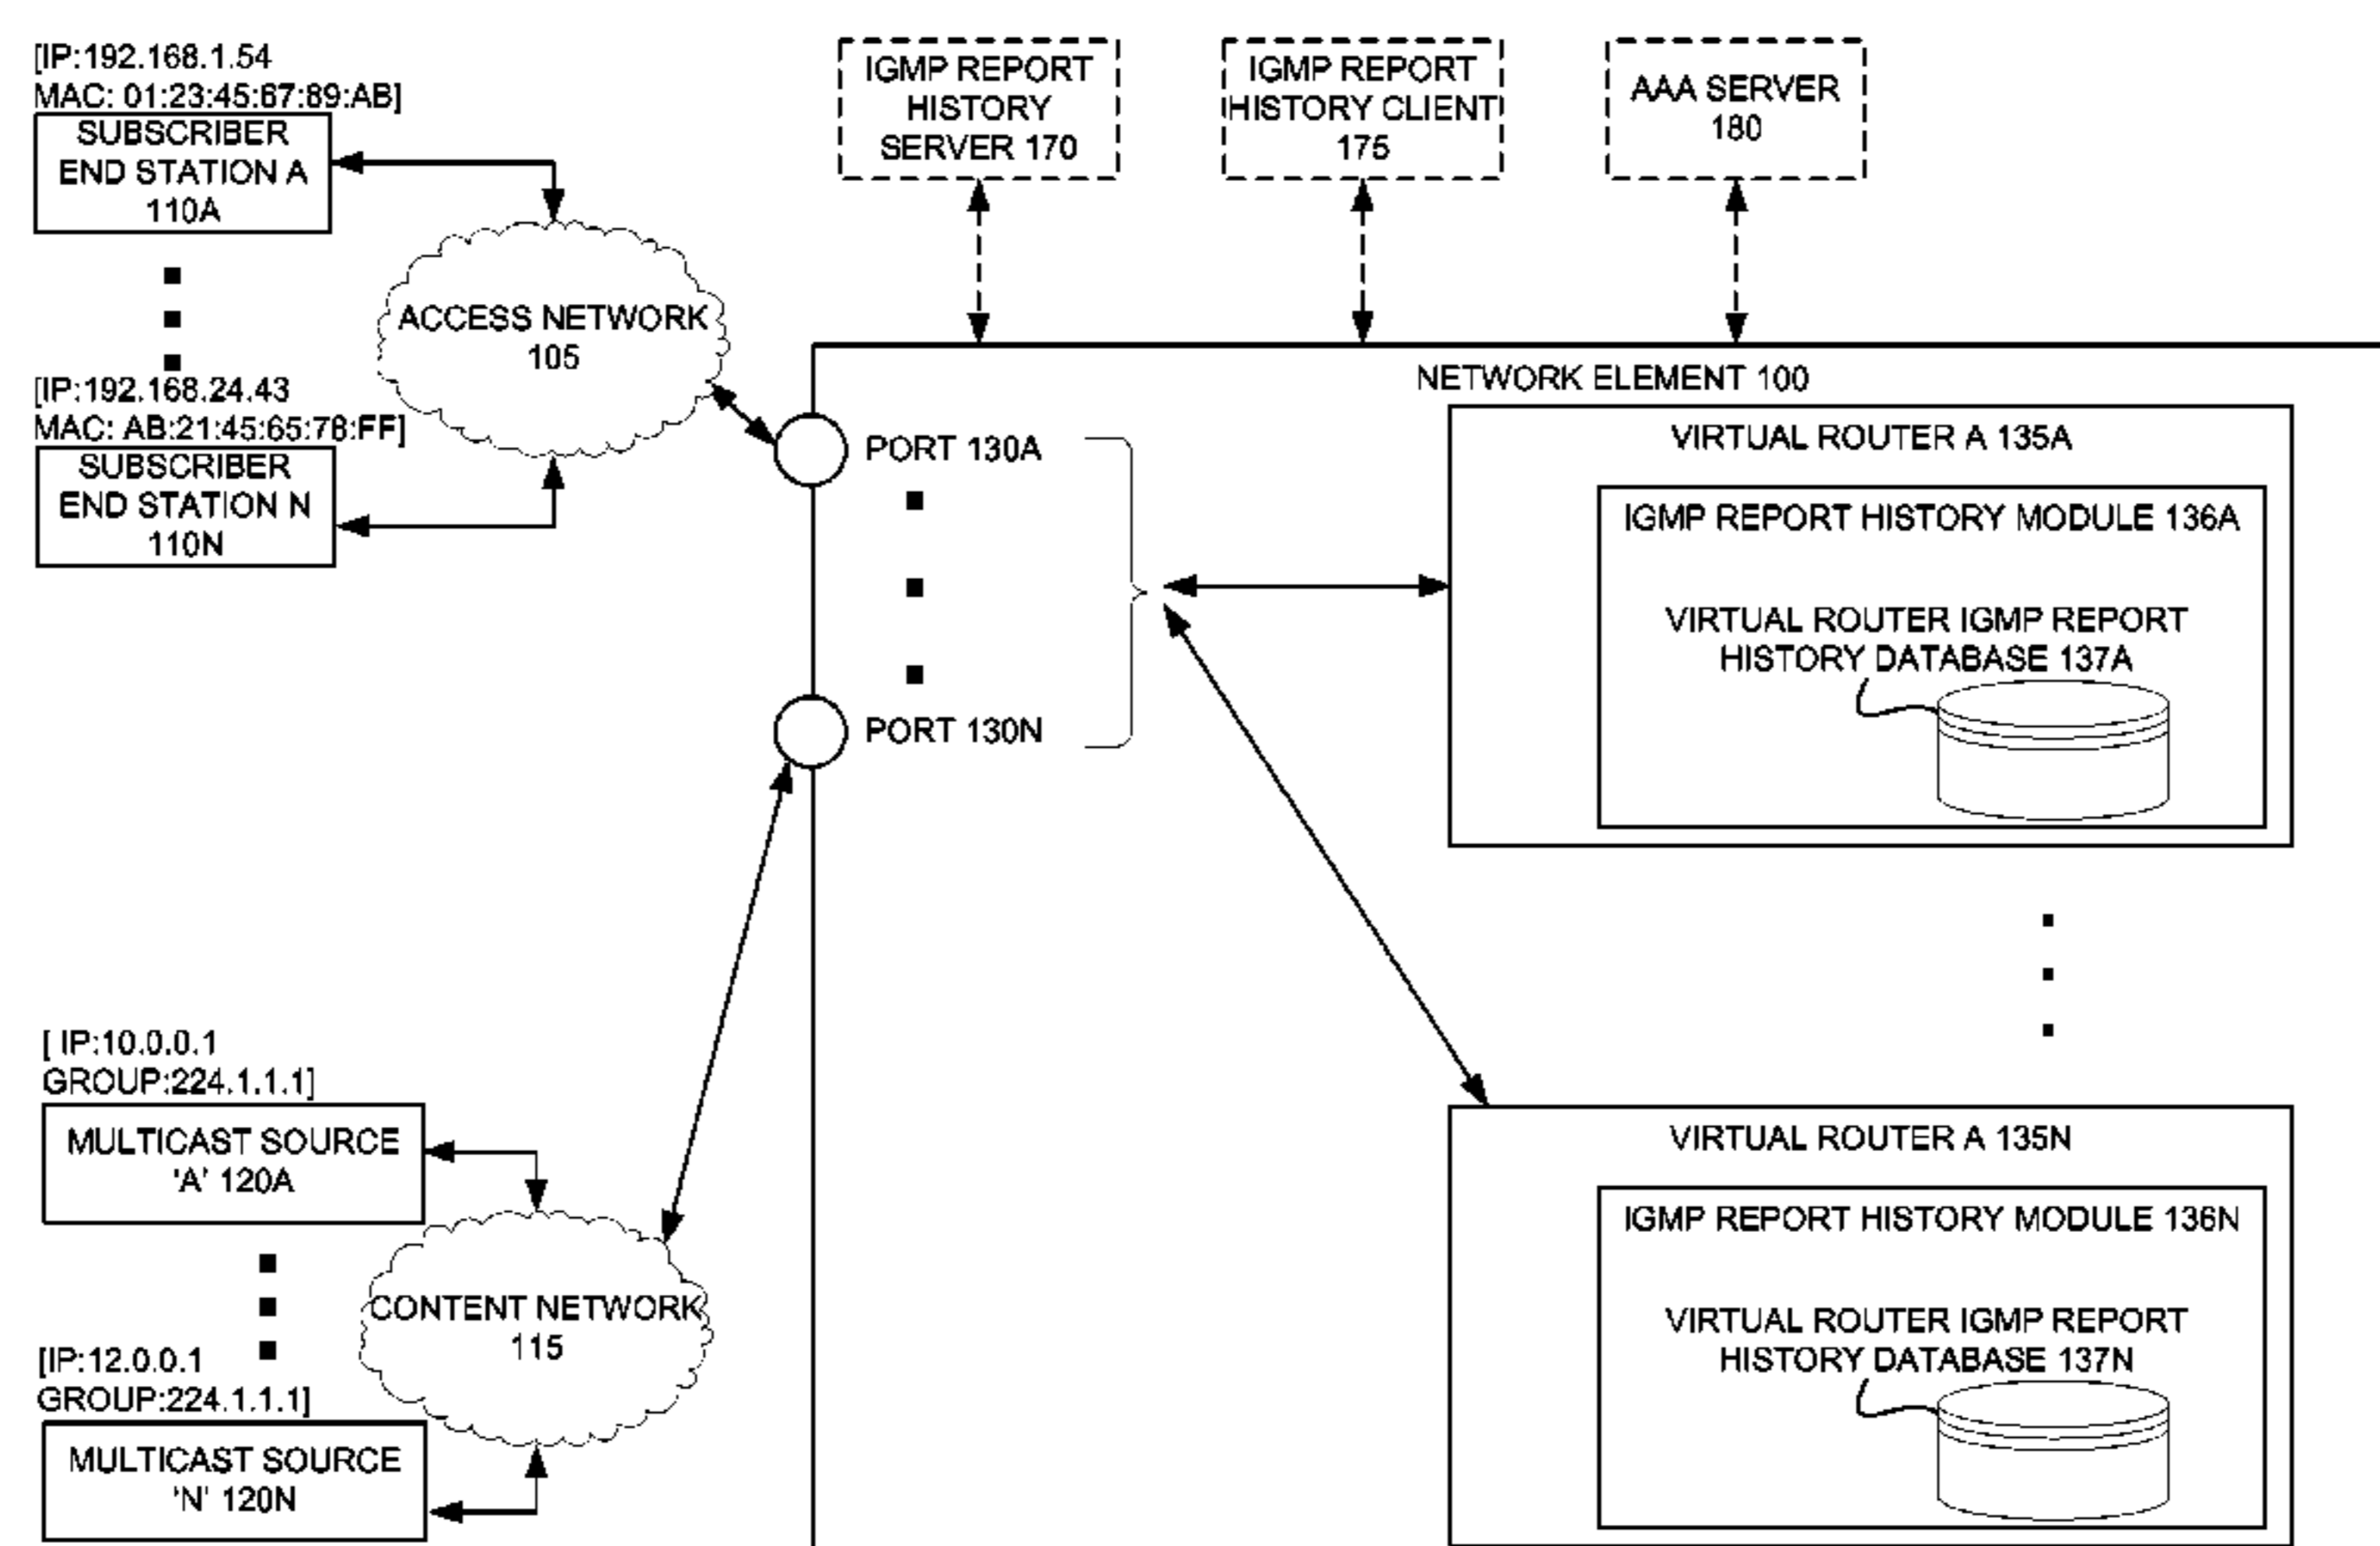 [IP:192.168.1.54
MAC: 01:23:45:67:89:AB]
SUBSCRIBER
END STATION A
110A
[IP:192.168.24.43
MAC: AB:21:45:65:78:FF]
SUBSCRIBER
END STATION N
110N
ACCESS NETWORK
105
IGMP REPORT
HISTORY
SERVER 170
IGMP REPORT
HISTORY CLIENT
175
AAA SERVER
180
NETWORK ELEMENT 100
PORT 130A
PORT 130N
VIRTUAL ROUTER A 135A
IGMP REPORT HISTORY MODULE 136A
VIRTUAL ROUTER IGMP REPORT
HISTORY DATABASE 137A
[ IP:10.0.0.1
GROUP:224.1.1.1]
MULTICAST SOURCE
'A' 120A
CONTENT NETWORK
115
[IP:12.0.0.1
GROUP:224.1.1.1]
MULTICAST SOURCE
'N' 120N
VIRTUAL ROUTER A 135N
IGMP REPORT HISTORY MODULE 136N
VIRTUAL ROUTER IGMP REPORT
HISTORY DATABASE 137N